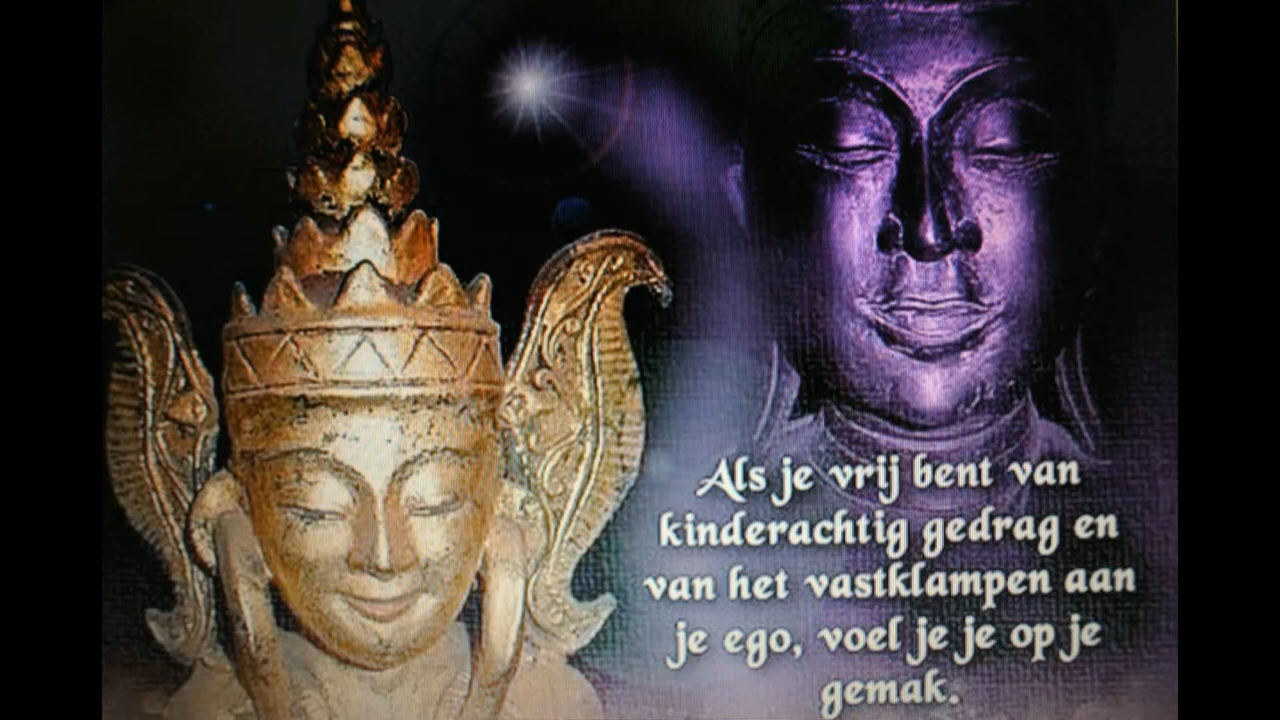 Als je vrij bent van
kinderachtig gedrag en
van het vastklampen aan
je ego, voel je je op je
gemak.